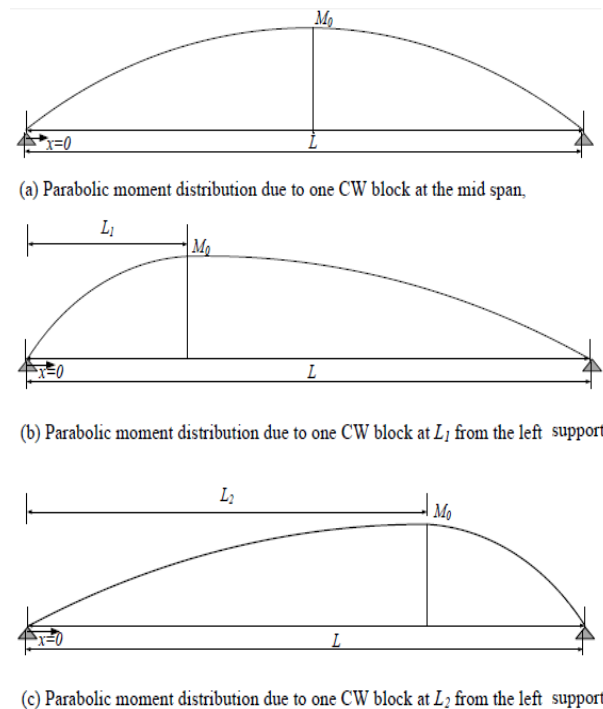 M₀
x=0
L
(a) Parabolic moment distribution due to one CW block at the mid span,
L₁
M₀
x=0
L
(b) Parabolic moment distribution due to one CW block at L₁ from the left support
L₂
M₀
x=0
L
(c) Parabolic moment distribution due to one CW block at L₂ from the left support